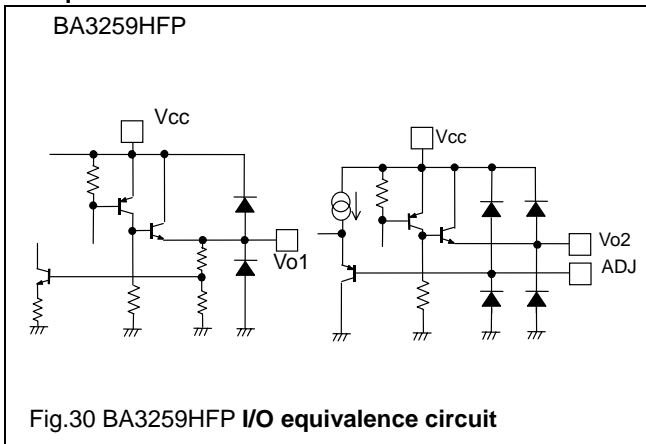 BA3259HFP
Vcc
Vcc
Vo1
Vo2
ADJ
Fig.30 BA3259HFP I/O equivalence circuit